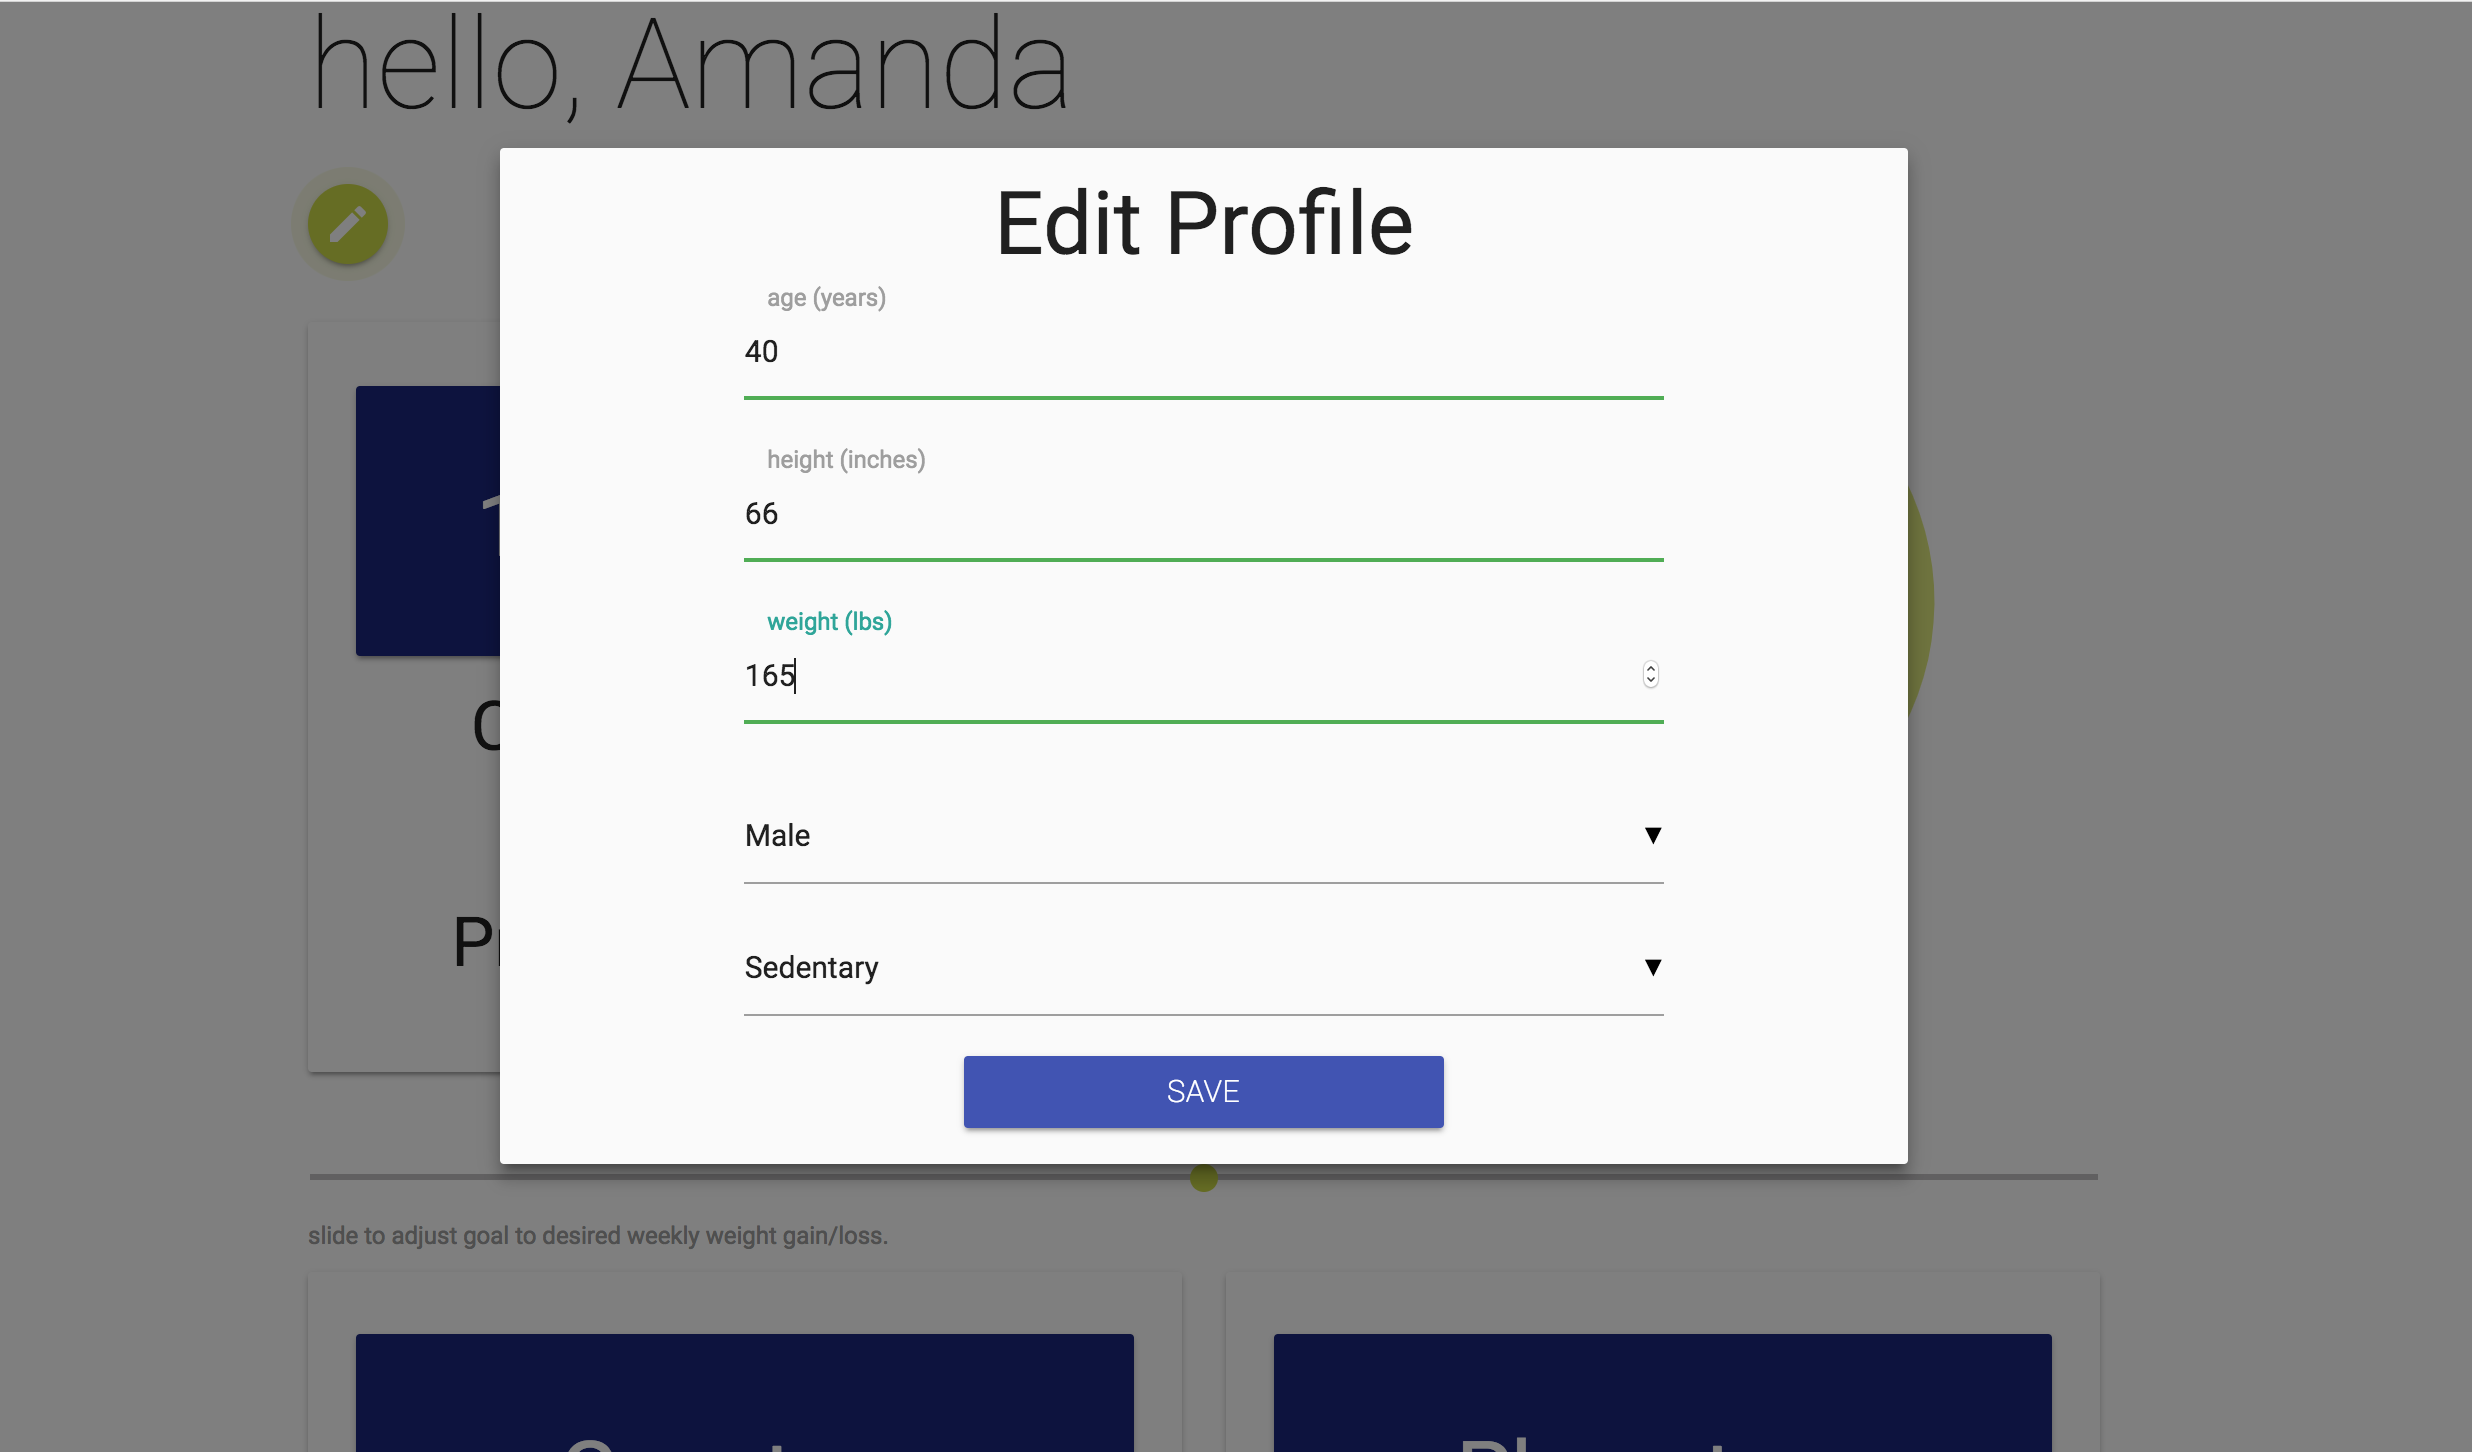 hello, Amanda
Edit Profile
age (years)
40
height (inches)
66
weight (lbs)
165
Male
▼
Sedentary
▼
SAVE
slide to adjust goal to desired weekly weight gain/loss.